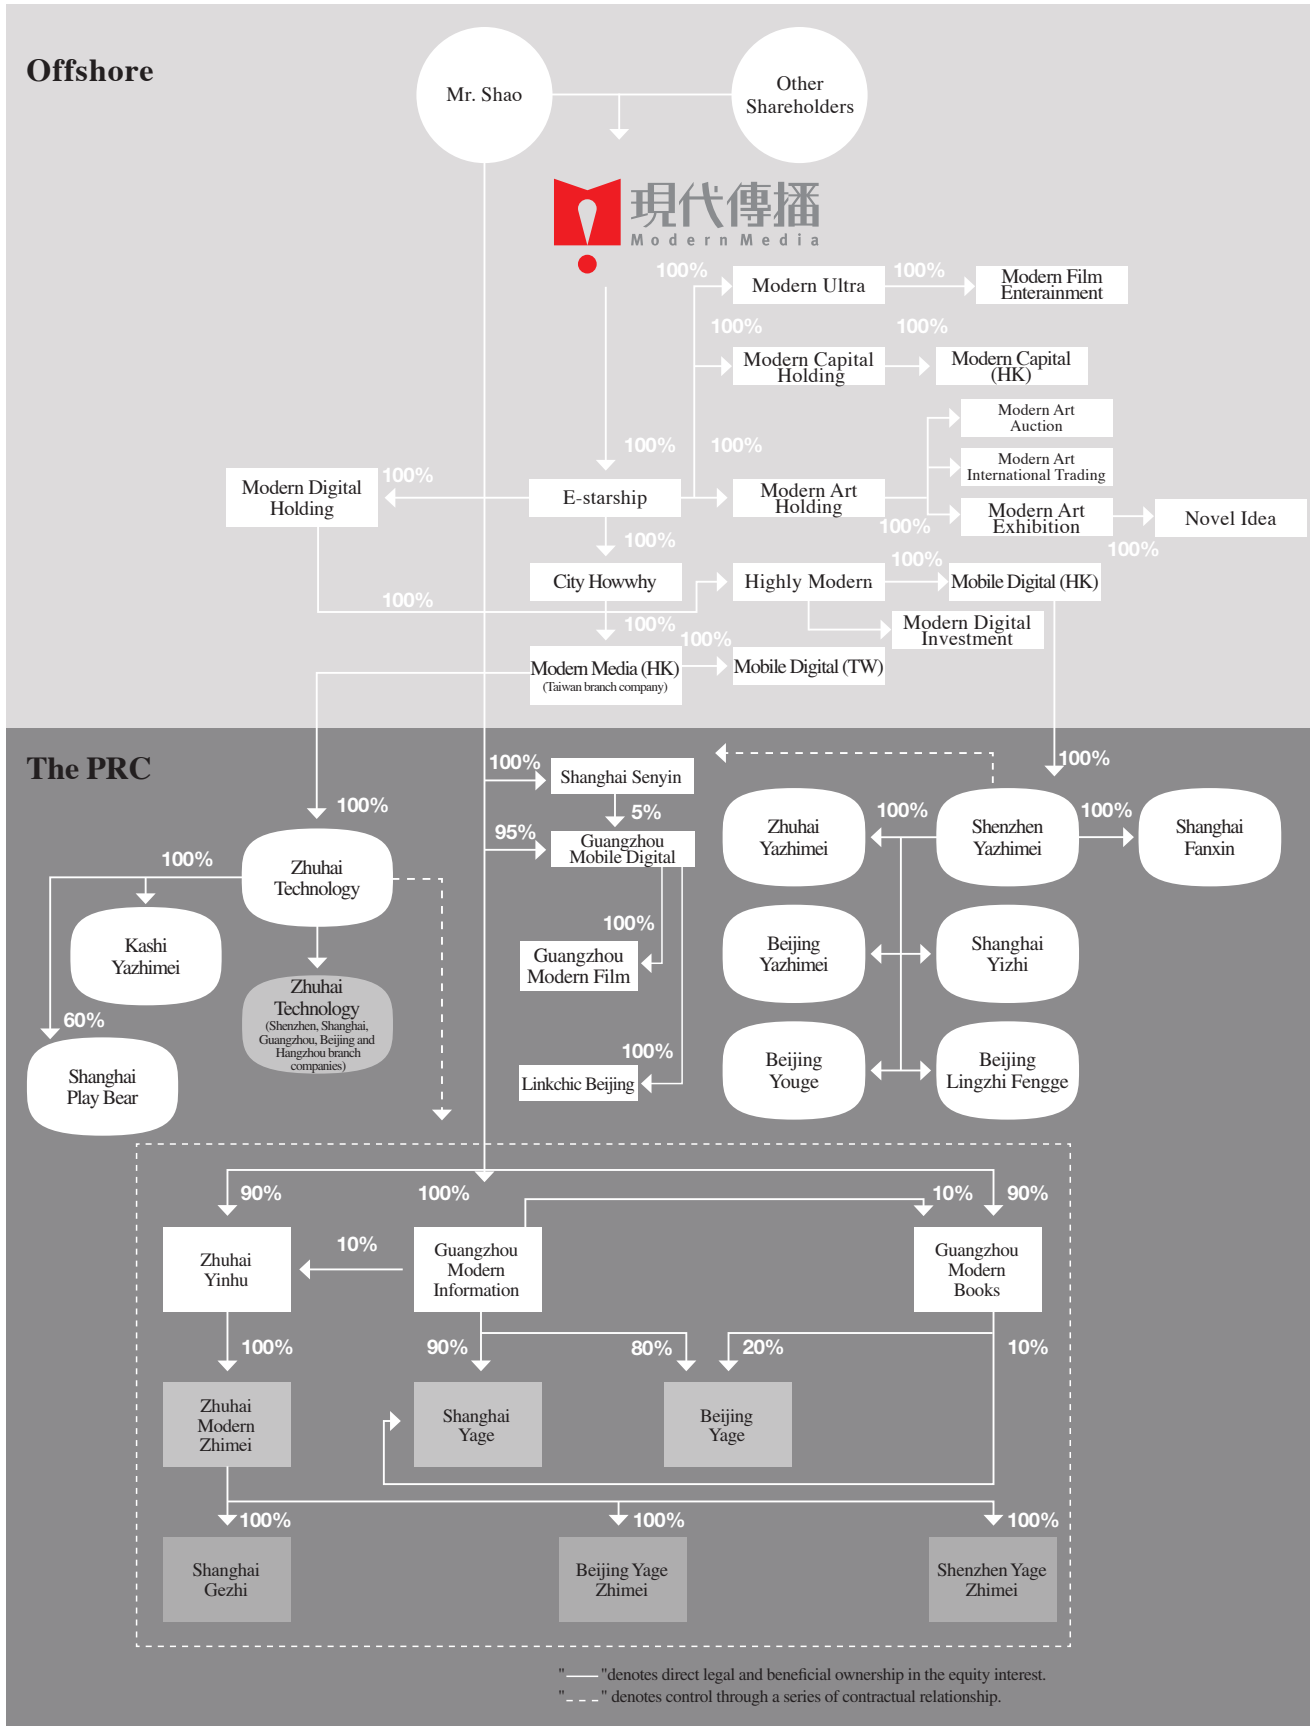 Offshore
Mr. Shao
Other
Shareholders
現代傳播
Modern Media
100%
Modern Ultra
100%
Modern Film
Enterainment
100%
Modern Capital
Holding
100%
Modern Capital
(HK)
Modern Art
Auction
Modern Art
International Trading
100%
100%
100%
Modern Digital
Holding
E-starship
Modern Art
Holding
100%
Modern Art
Exhibition
Novel Idea
100%
100%
City Howwhy
100%
Highly Modern
100%
Mobile Digital (HK)
Modern Digital
Investment
100%
100%
Modern Media (HK)
(Taiwan branch company)
Mobile Digital (TW)
The PRC
100%
Shanghai Senyin
5%
95%
Guangzhou
Mobile Digital
100%
Guangzhou
Modern Film
100%
Linkchic Beijing
100%
Zhuhai
Yazhimei
100%
Shenzhen
Yazhimei
100%
Shanghai
Fanxin
Beijing
Yazhimei
Shanghai
Yizhi
Beijing
Youge
Beijing
Lingzhi Fengge
100%
100%
Zhuhai
Technology
Kashi
Yazhimei
Zhuhai
Technology
(Shenzhen, Shanghai,
Guangzhou, Beijing and
Hangzhou branch
companies)
60%
Shanghai
Play Bear
90%
100%
10%
90%
Zhuhai
Yinhu
10%
Guangzhou
Modern
Information
Guangzhou
Modern
Books
100%
90%
80%
20%
10%
Zhuhai
Modern
Zhimei
Shanghai
Yage
Beijing
Yage
100%
100%
100%
Shanghai
Gezhi
Beijing Yage
Zhimei
Shenzhen Yage
Zhimei
"——"denotes direct legal and beneficial ownership in the equity interest.
"_ _ _ _" denotes control through a series of contractual relationship.